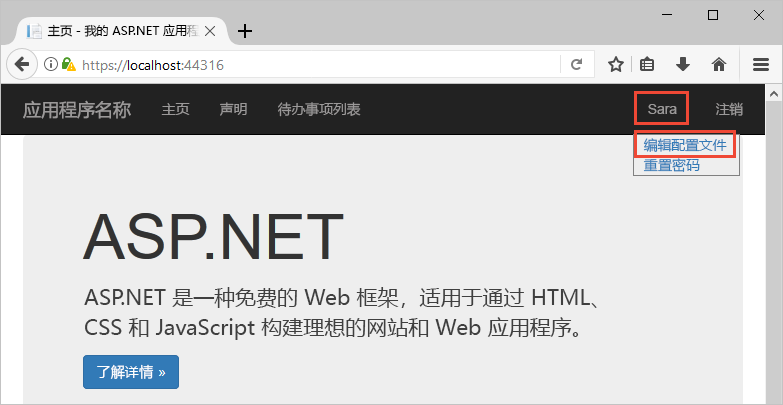 主页 - 我的 ASP.NET 应用程
https://localhost:44316
应用程序名称 主页 声明 待办事项列表 Sara 注销
编辑配置文件
重置密码
ASP.NET
ASP.NET 是一种免费的 Web 框架，适用于通过 HTML、
CSS 和 JavaScript 构建理想的网站和 Web 应用程序。
了解详情 »